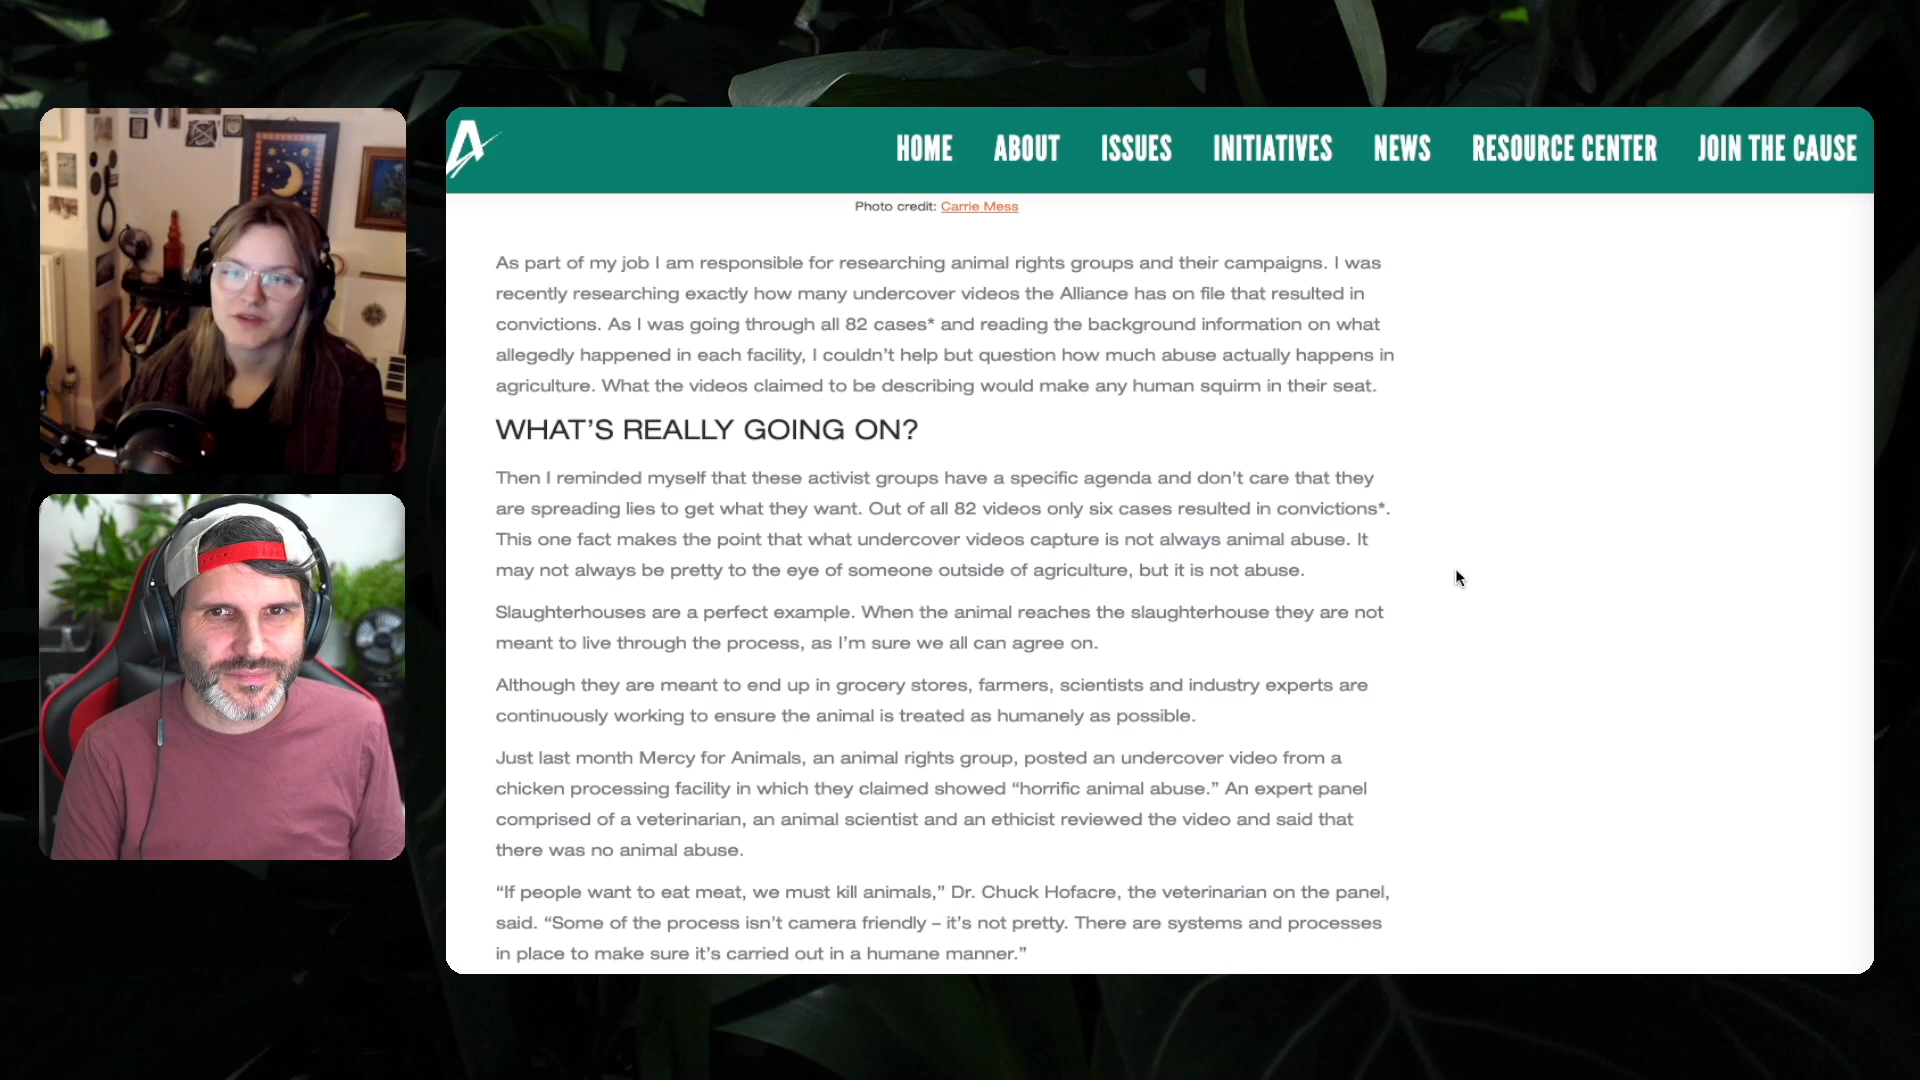 HOME ABOUT ISSUES INITIATIVES NEWS RESOURCE CENTER JOIN THE CAUSE
Photo credit: Carrie Mess
As part of my job I am responsible for researching animal rights groups and their campaigns. I was
recently researching exactly how many undercover videos the Alliance has on file that resulted in
convictions. As I was going through all 82 cases* and reading the background information on what
allegedly happened in each facility, I couldn’t help but question how much abuse actually happens in
agriculture. What the videos claimed to be describing would make any human squirm in their seat.
WHAT’S REALLY GOING ON?
Then I reminded myself that these activist groups have a specific agenda and don’t care that they
are spreading lies to get what they want. Out of all 82 videos only six cases resulted in convictions*.
This one fact makes the point that what undercover videos capture is not always animal abuse. It
may not always be pretty to the eye of someone outside of agriculture, but it is not abuse.
Slaughterhouses are a perfect example. When the animal reaches the slaughterhouse they are not
meant to live through the process, as I’m sure we all can agree on.
Although they are meant to end up in grocery stores, farmers, scientists and industry experts are
continuously working to ensure the animal is treated as humanely as possible.
Just last month Mercy for Animals, an animal rights group, posted an undercover video from a
chicken processing facility in which they claimed showed “horrific animal abuse.” An expert panel
comprised of a veterinarian, an animal scientist and an ethicist reviewed the video and said that
there was no animal abuse.
“If people want to eat meat, we must kill animals,” Dr. Chuck Hofacre, the veterinarian on the panel,
said. “Some of the process isn’t camera friendly – it’s not pretty. There are systems and processes
in place to make sure it’s carried out in a humane manner.”